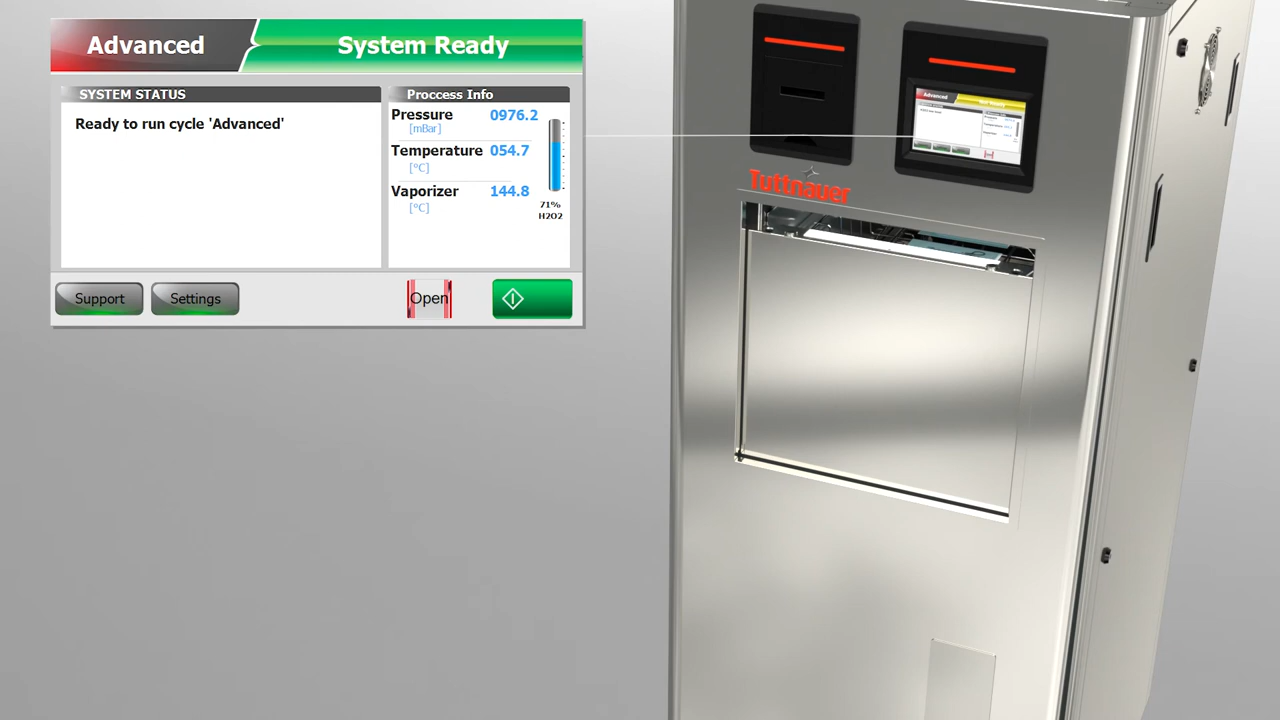 Advanced
System Ready
SYSTEM STATUS
Proccess Info
Ready to run cycle 'Advanced'
Pressure 0976.2
[mBar]
Temperature 054.7
[°C]
Vaporizer 144.8
[°C]
71%
H2O2
Support
Settings
Open
Advanced
Tuttnauer